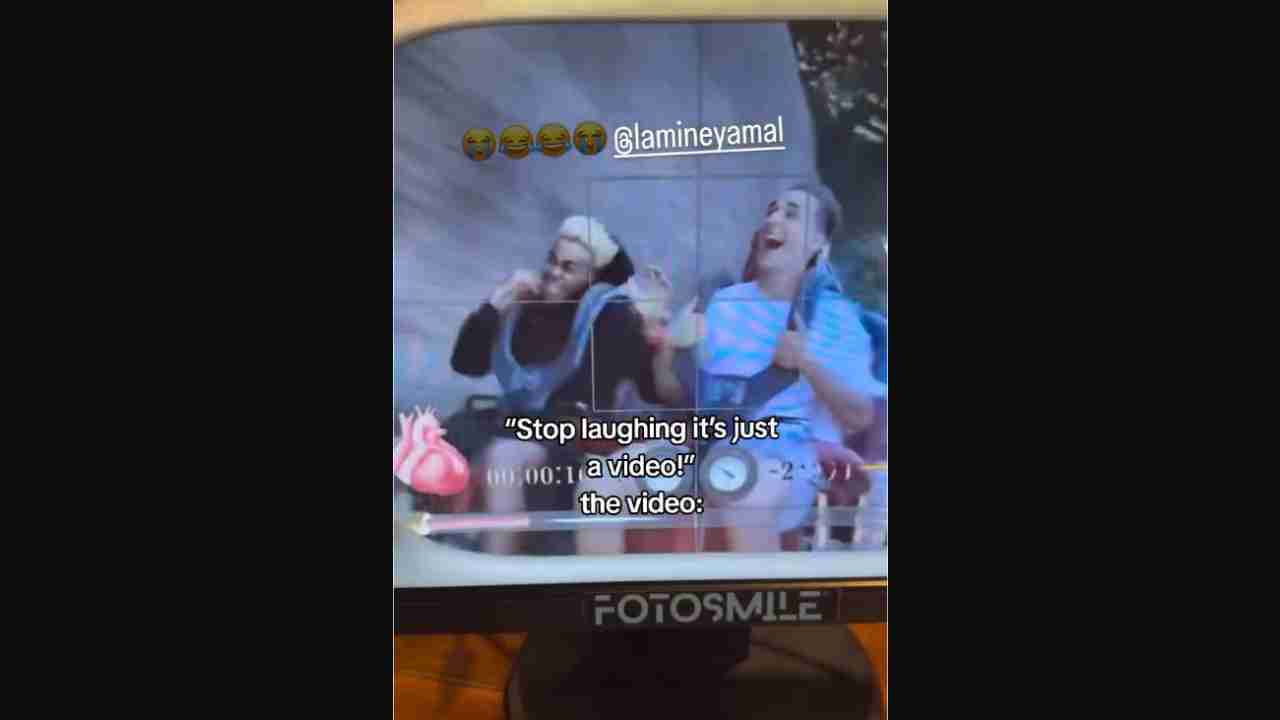 😭😂😂😭 @lamineyamal
“Stop laughing it’s just
a video!”
the video:
FOTOSMILE